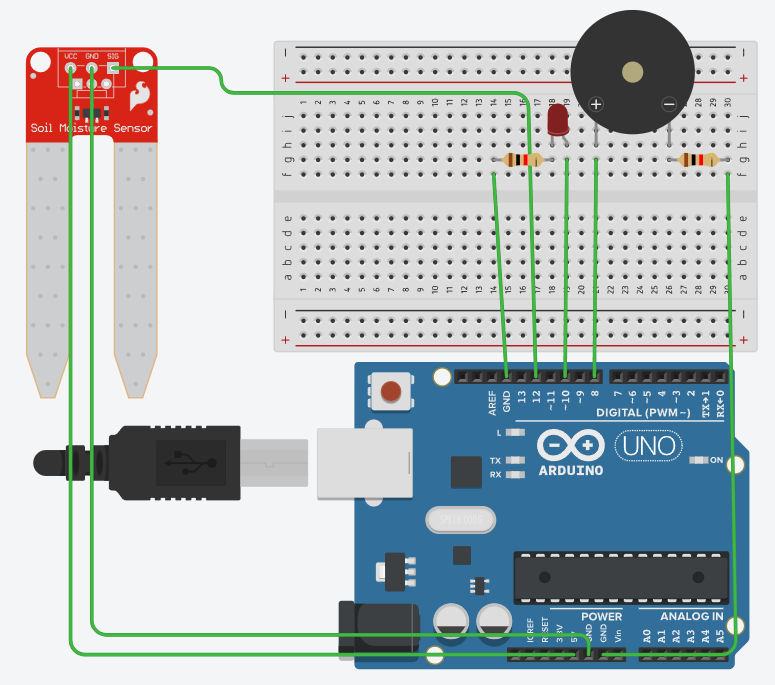 VCC GND SIG
Soil Moisture Sensor
1 2 3 4 5 6 7 8 9 10 11 12 13 14 15 16 17 18 19 21 22 23 24 25 26 27 28 29 30
j j
i i
h h
g g
f f
e e
d d
c c
b b
a a
1 2 3 4 5 6 7 8 9 10 11 12 13 14 15 16 17 18 19 21 22 23 24 25 26 27 28 29 30
AREF
GND
13
12
~11
~10
~9
8
7
~6
~5
4
~3
2
TX→1
RX←0
DIGITAL (PWM~)
L
TX
RX
ARDUINO
UNO
ON
POWER
ANALOG IN
IOREF
RESET
3.3V
5V
GND
GND
Vin
A0
A1
A2
A3
A4
A5